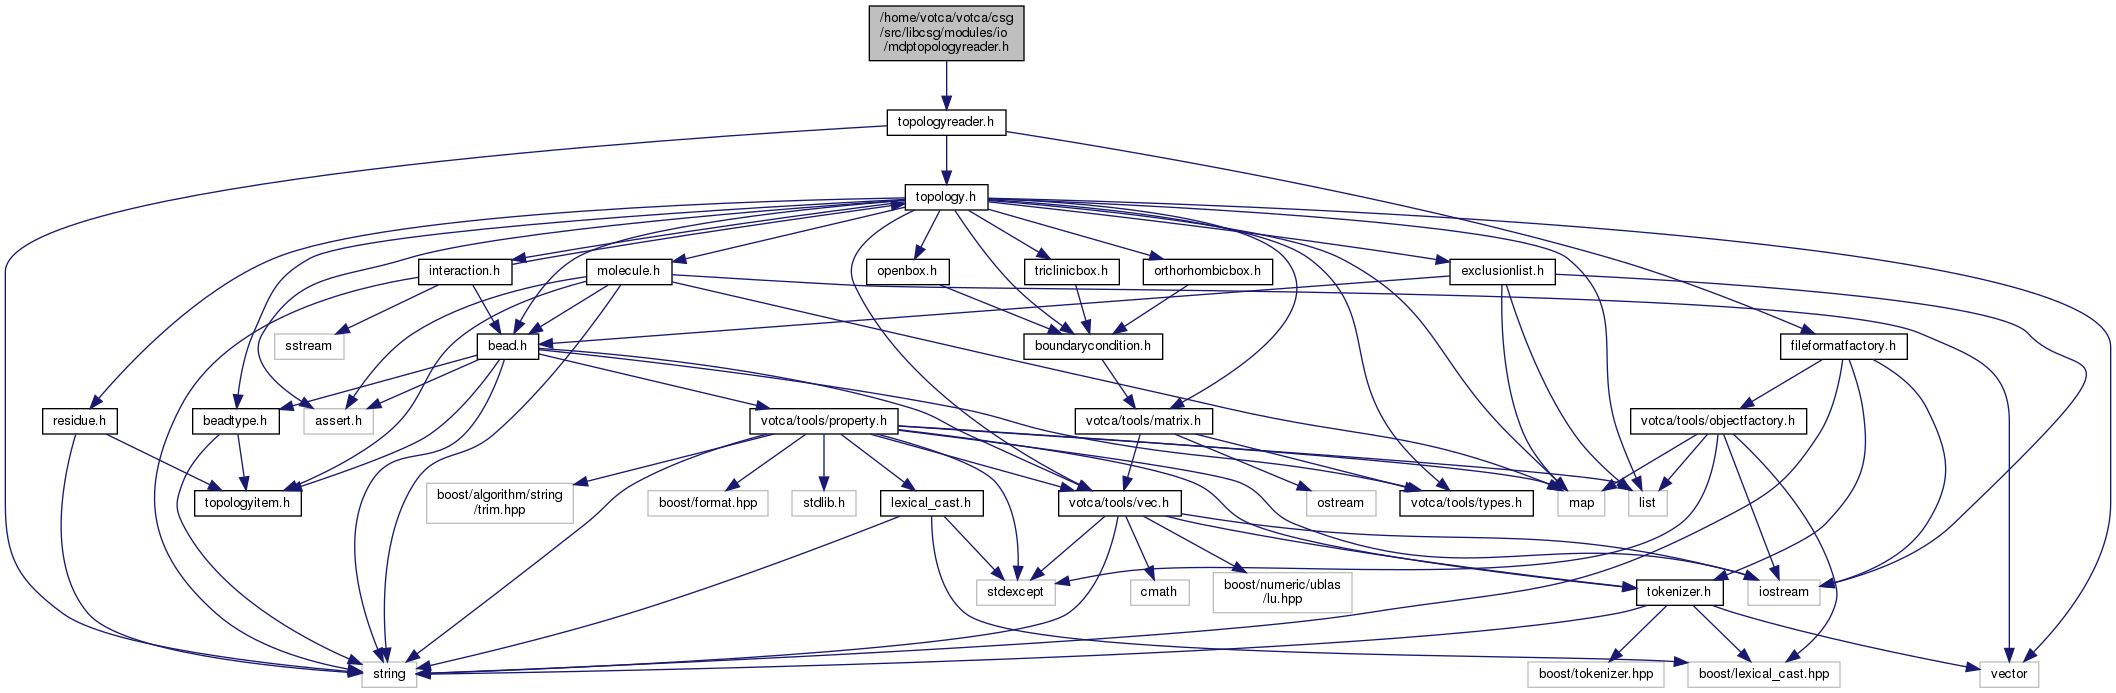 /home/votca/votca/csg
/src/libcsg/modules/io
/mdptopologyreader.h
topologyreader.h
topology.h
interaction.h
molecule.h
openbox.h
triclinicbox.h
orthorhombicbox.h
exclusionlist.h
sstream
bead.h
boundarycondition.h
fileformatfactory.h
residue.h
beadtype.h
assert.h
votca/tools/property.h
votca/tools/matrix.h
votca/tools/objectfactory.h
topologyitem.h
boost/algorithm/string
/trim.hpp
boost/format.hpp
stdlib.h
lexical_cast.h
votca/tools/vec.h
ostream
votca/tools/types.h
map
list
stdexcept
cmath
boost/numeric/ublas
/lu.hpp
tokenizer.h
iostream
string
boost/tokenizer.hpp
boost/lexical_cast.hpp
vector